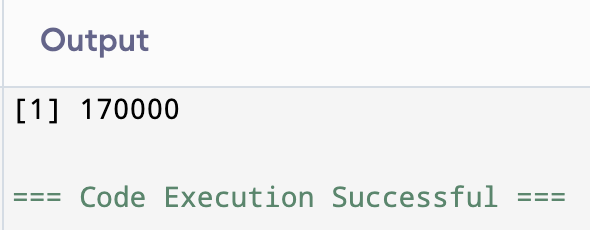 Output
[1] 170000
=== Code Execution Successful ===